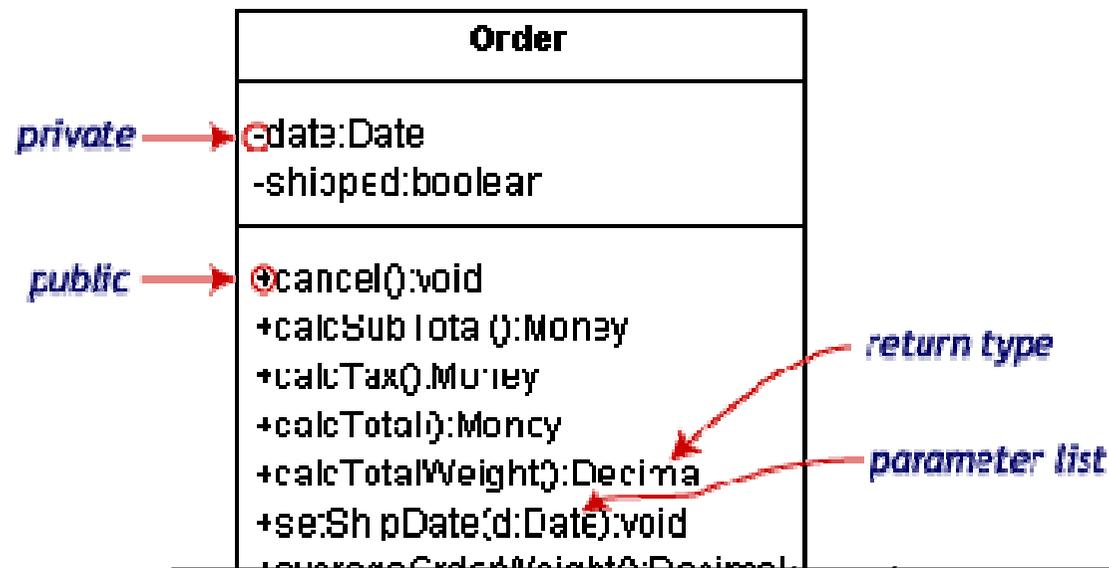 Order
private
-date:Date
-shipped:boolean
public
+cancel():void
+calcSubTotal():Money
return type
+calcTax():Money
+calcTotal():Money
+calcTotalWeight():Decima
parameter list
+setShipDate(d:Date):void